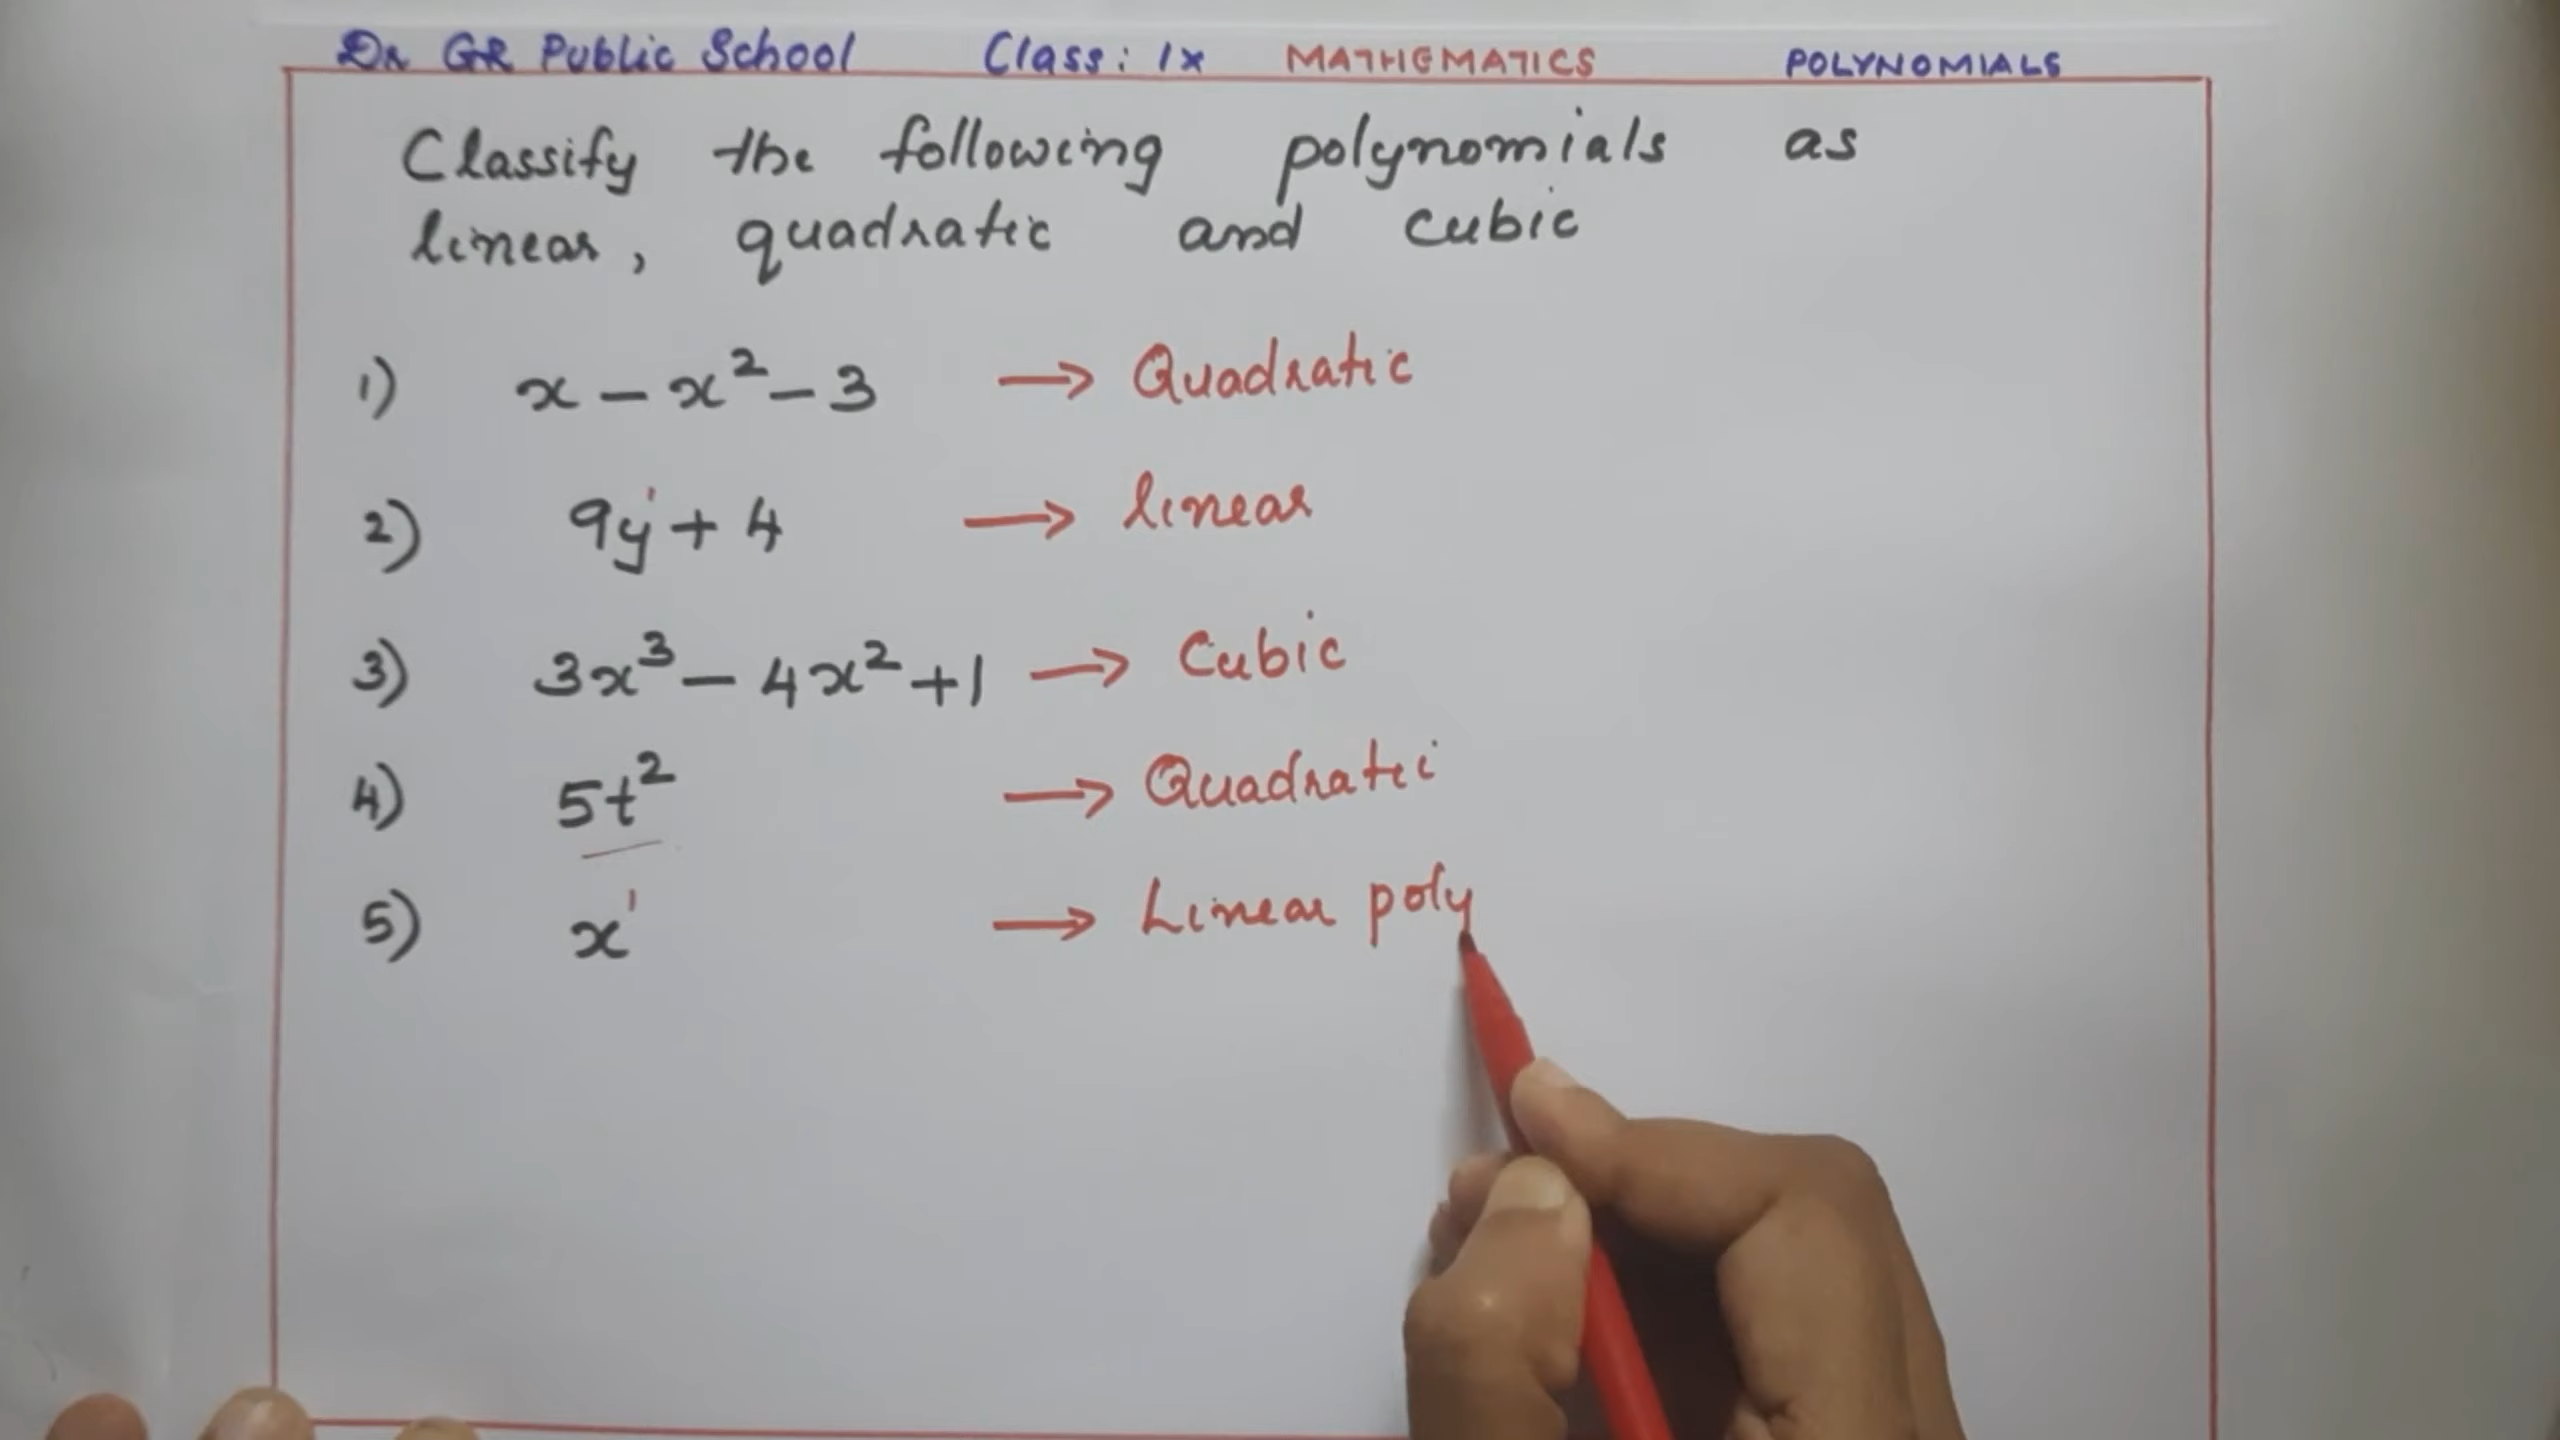 Dr GR Public School Class: IX MATHEMATICS POLYNOMIALS
Classify the following polynomials as
linear, quadratic and cubic
1) x - x² - 3 → Quadratic
2) 9y¹ + 4 → linear
3) 3x³ - 4x² + 1 → Cubic
4) 5t² → Quadrati
5) x¹ → Linear poly